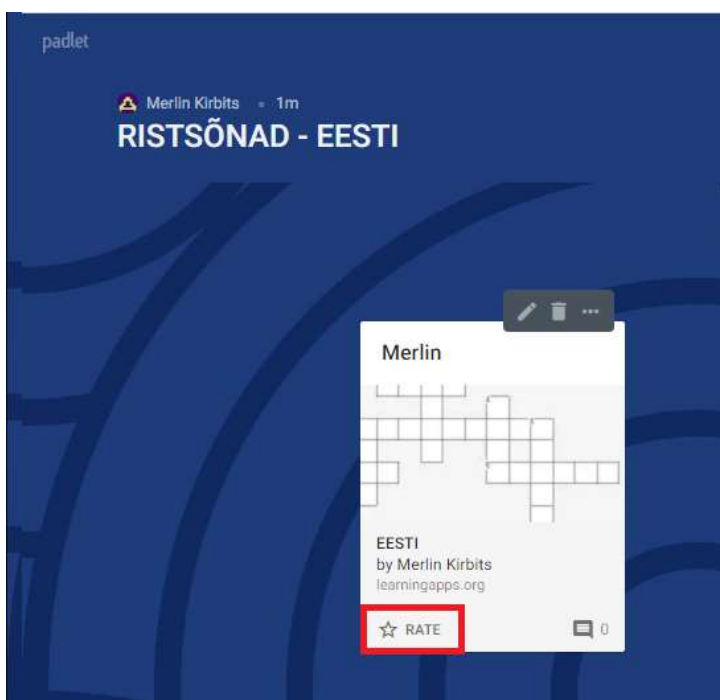 padlet
Merlin Kirbits • 1m
RISTSÕNAD - EESTI
Merlin
EESTI
by Merlin Kirbits
learningapps.org
RATE
0